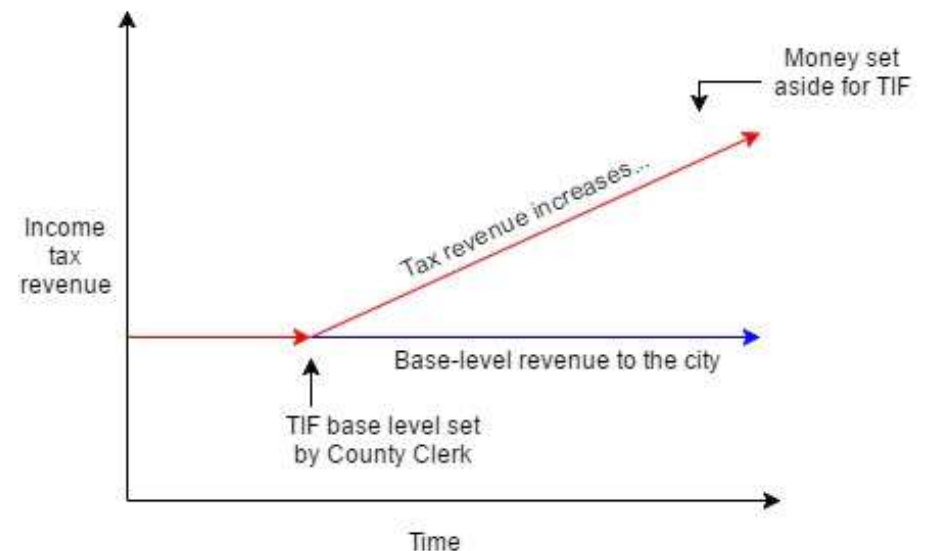 Money set
aside for TIF
Tax revenue increases...
Income
tax
revenue
Base-level revenue to the city
TIF base level set
by County Clerk
Time